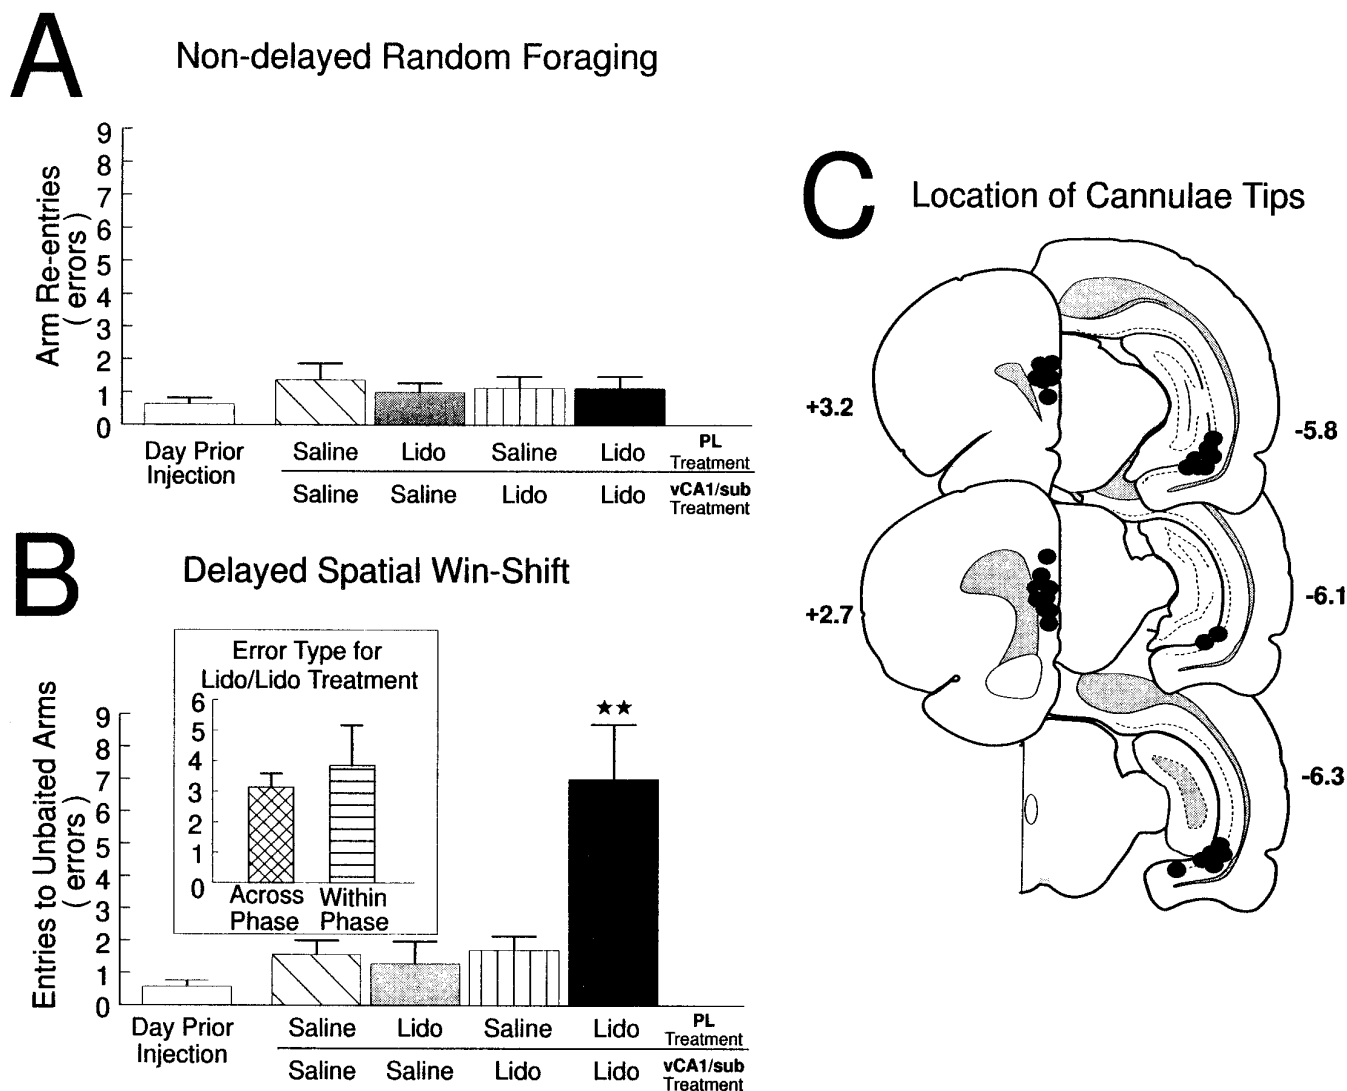 A
Non-delayed Random Foraging
Arm Re-entries
( errors )
9
8
7
6
5
4
3
2
1
0
Day Prior
Injection
Saline Lido Saline Lido PL
Treatment
Saline Saline Lido Lido vCA1/sub
Treatment
B
Delayed Spatial Win-Shift
Entries to Unbaited Arms
( errors )
9
8
7
6
5
4
3
2
1
0
Error Type for
Lido/Lido Treatment
6
5
4
3
2
1
0
Across
Phase
Within
Phase
★★
Day Prior
Injection
Saline Lido Saline Lido PL
Treatment
Saline Saline Lido Lido vCA1/sub
Treatment
C
Location of Cannulae Tips
+3.2
-5.8
+2.7
-6.1
-6.3